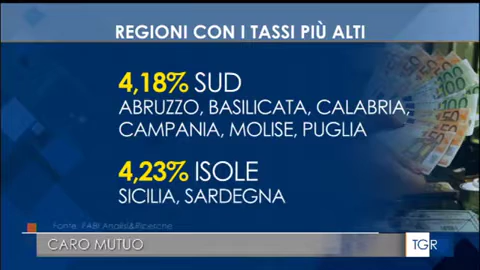 REGIONI CON I TASSI PIÙ ALTI
4,18% SUD
ABRUZZO, BASILICATA, CALABRIA,
CAMPANIA, MOLISE, PUGLIA
4,23% ISOLE
SICILIA, SARDEGNA
Fonte: FABI Analisi&Ricerche
CARO MUTUO
TGR